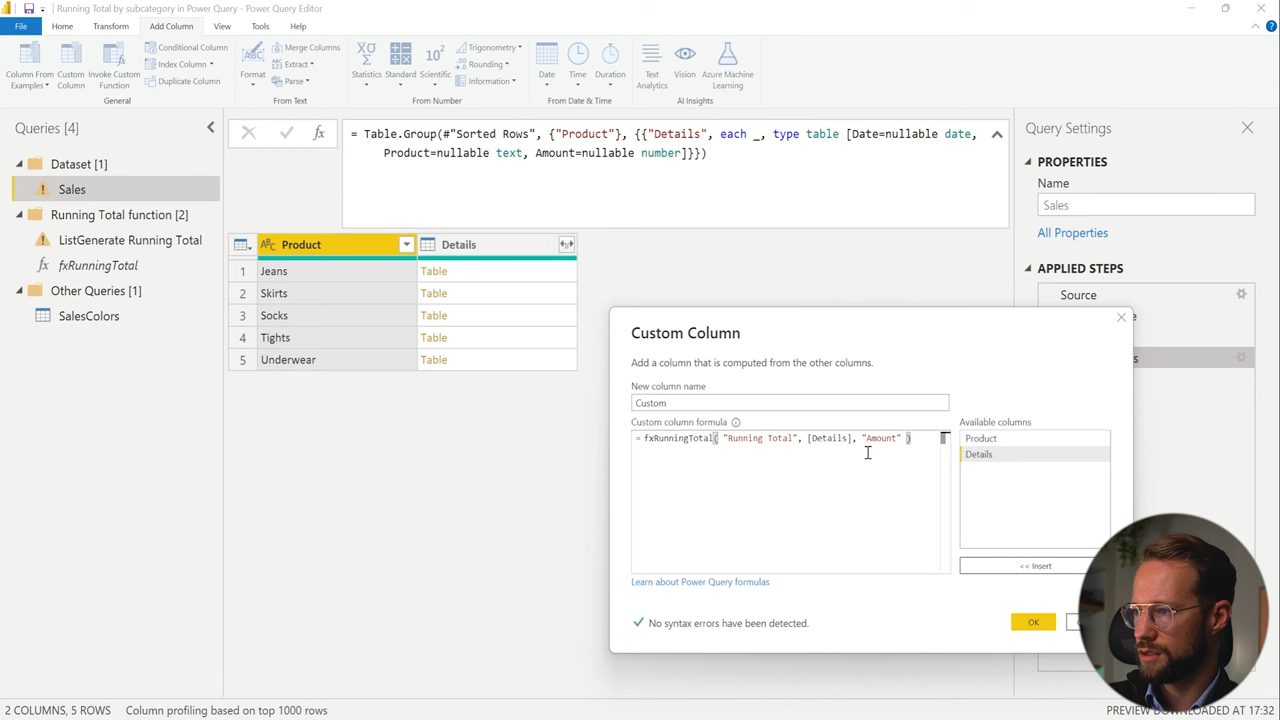 Running Total by subcategory in Power Query - Power Query Editor
File Home Transform Add Column View Tools Help
Column From Examples
Custom Column
Invoke Custom Function
Conditional Column
Index Column
Duplicate Column
General
Format
Merge Columns
Extract
Parse
From Text
Statistics
Standard
Scientific
Trigonometry
Rounding
Information
From Number
Date
Time
Duration
From Date & Time
Text Analytics
Vision
Azure Machine Learning
AI Insights
Queries [4]
Dataset [1]
Sales
Running Total function [2]
ListGenerate Running Total
fxRunningTotal
Other Queries [1]
SalesColors
= Table.Group(#"Sorted Rows", {"Product"}, {{"Details", each _, type table [Date=nullable date,
Product=nullable text, Amount=nullable number]}})
Product Details
1 Jeans Table
2 Skirts Table
3 Socks Table
4 Tights Table
5 Underwear Table
Custom Column
Add a column that is computed from the other columns.
New column name
Custom
Custom column formula
= fxRunningTotal( "Running Total", [Details], "Amount" )
Available columns
Product
Details
<< Insert
Learn about Power Query formulas
No syntax errors have been detected.
OK
Query Settings
PROPERTIES
Name
Sales
All Properties
APPLIED STEPS
Source
2 COLUMNS, 5 ROWS Column profiling based on top 1000 rows
PREVIEW DOWNLOADED AT 17:32